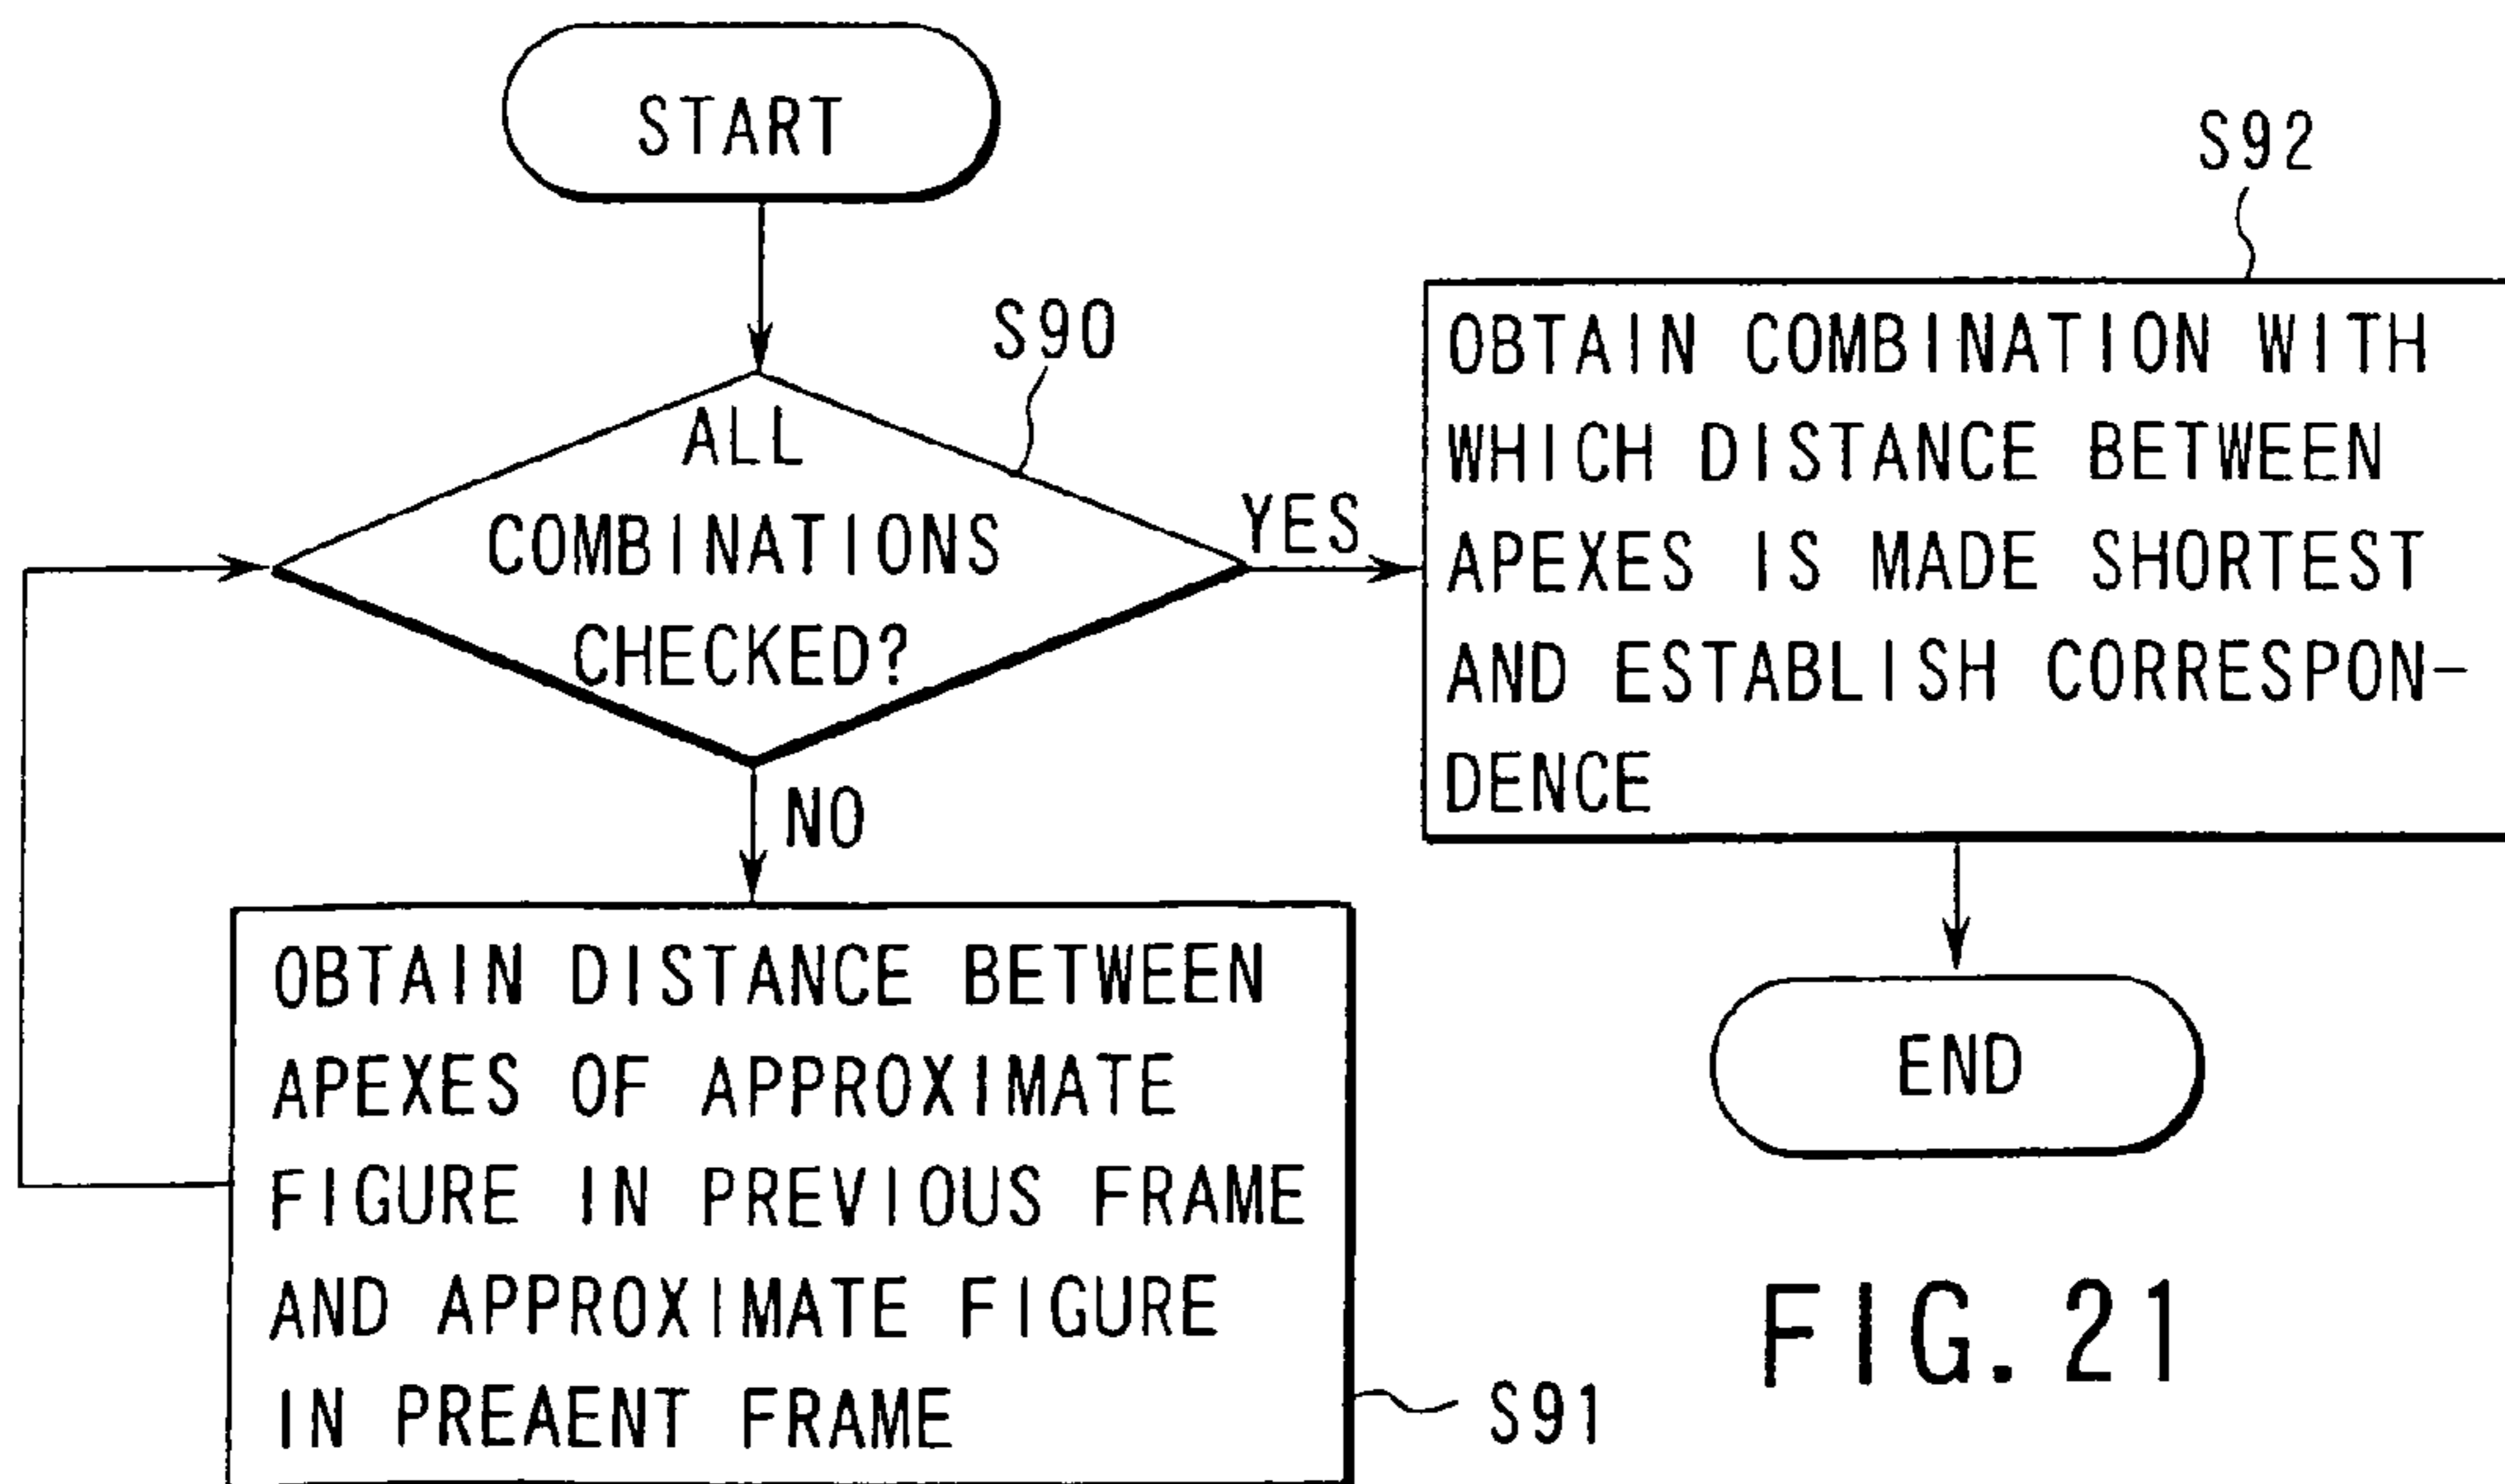 START
S90
ALL
COMBINATIONS
CHECKED?
YES
NO
S92
OBTAIN COMBINATION WITH
WHICH DISTANCE BETWEEN
APEXES IS MADE SHORTEST
AND ESTABLISH CORRESPON-
DENCE
OBTAIN DISTANCE BETWEEN
APEXES OF APPROXIMATE
FIGURE IN PREVIOUS FRAME
AND APPROXIMATE FIGURE
IN PREAENT FRAME
S91
END
FIG. 21